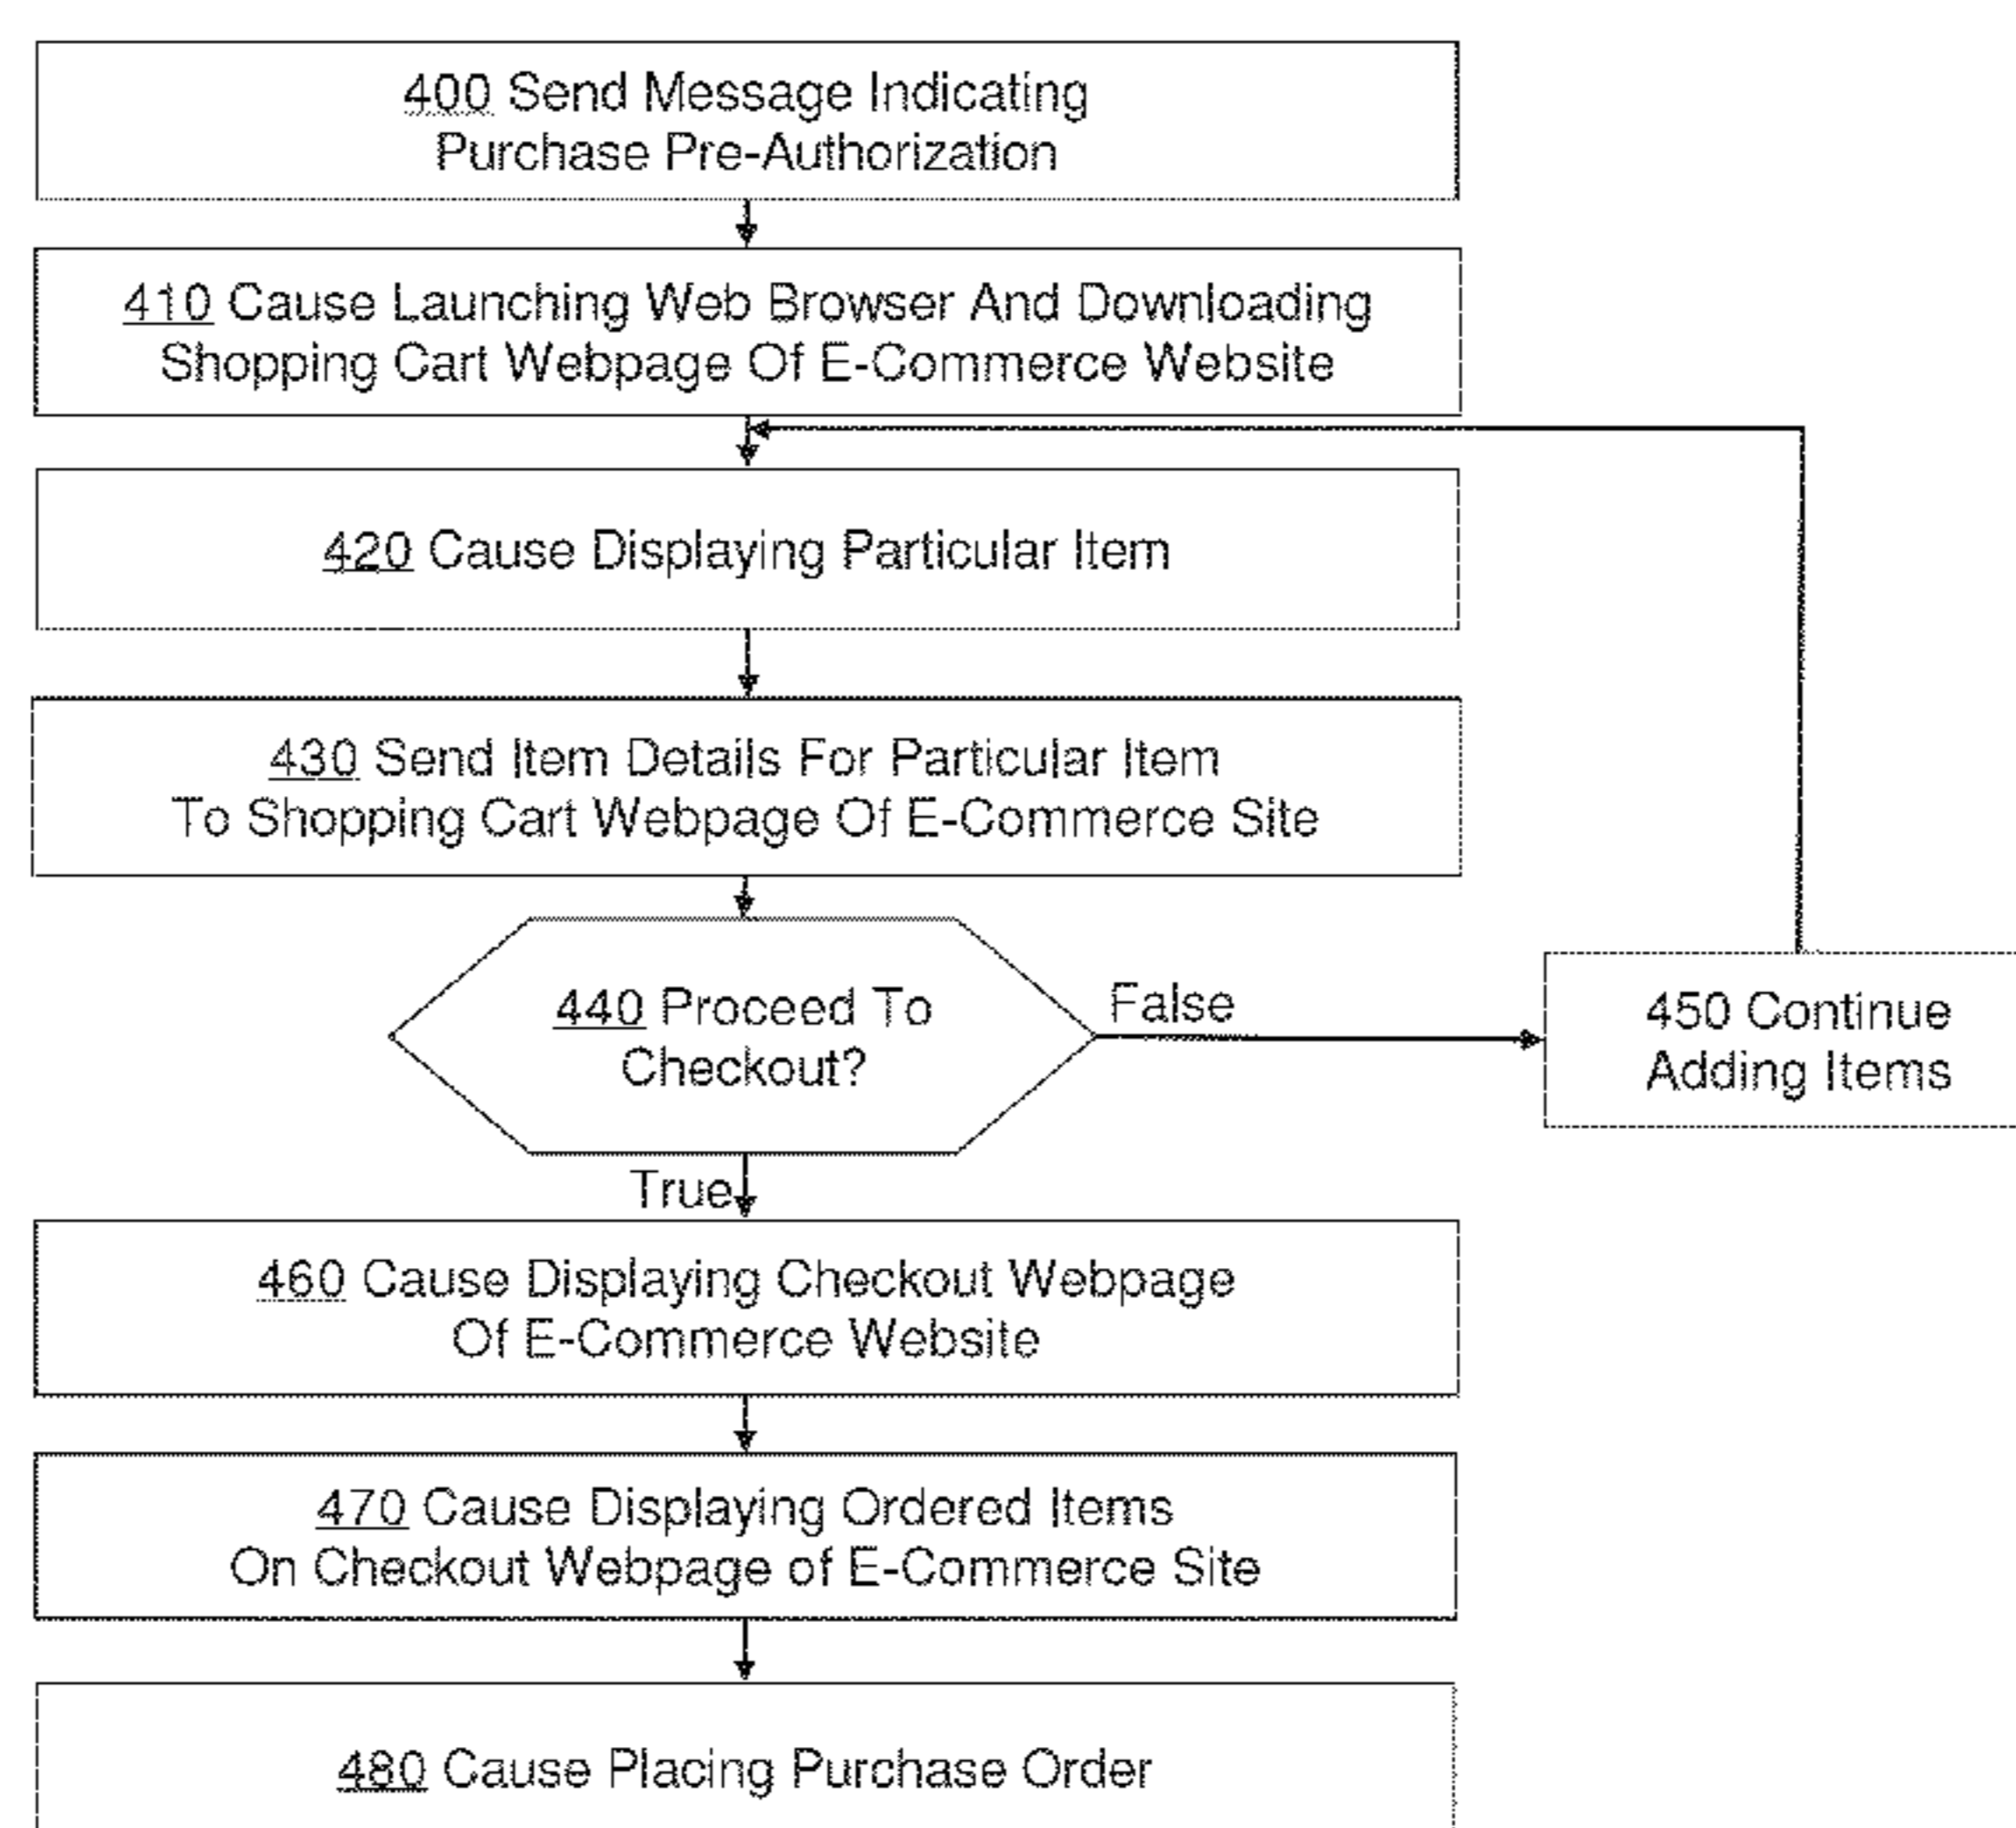 400 Send Message Indicating
Purchase Pre-Authorization
410 Cause Launching Web Browser And Downloading
Shopping Cart Webpage Of E-Commerce Website
420 Cause Displaying Particular Item
430 Send Item Details For Particular Item
To Shopping Cart Webpage Of E-Commerce Site
440 Proceed To
Checkout?
False
450 Continue
Adding Items
True
460 Cause Displaying Checkout Webpage
Of E-Commerce Website
470 Cause Displaying Ordered Items
On Checkout Webpage of E-Commerce Site
480 Cause Placing Purchase Order